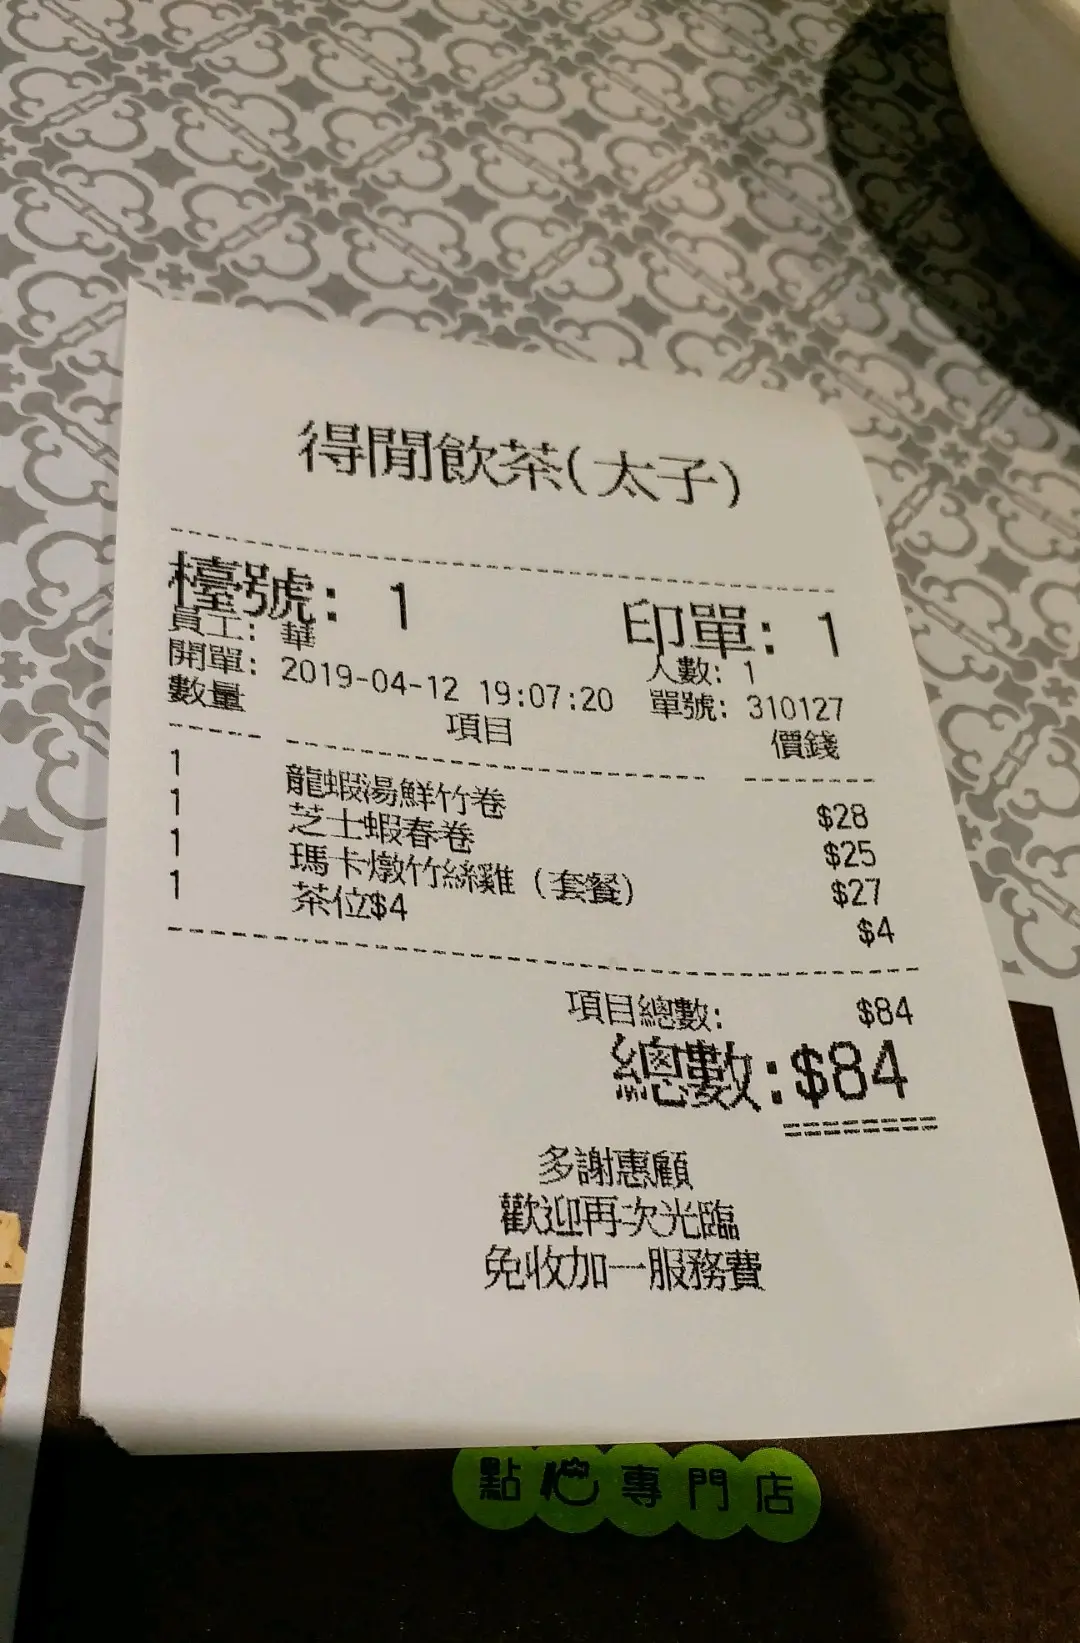 得閒飲茶(太子)
檯號: 1 印單: 1
員工: 華 人數: 1
開單: 2019-04-12 19:07:20 單號: 310127
數量 項目 價錢
1 龍蝦湯鮮竹卷 $28
1 芝士蝦春卷 $25
1 瑪卡燉竹絲雞（套餐） $27
1 茶位$4 $4
項目總數: $84
總數:$84
多謝惠顧
歡迎再次光臨
免收加一服務費
點心專門店